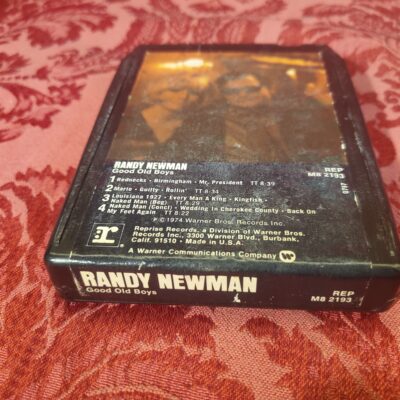 RANDY NEWMAN
Good Old Boys
REP
M8 2193
1 Rednecks • Birmingham • Mr. President TT 8:39
2 Marie • Guilty • Rollin' TT 8:34
3 Louisiana 1927 • Every Man A King • Kingfish •
Naked Man (Beg) TT 8:29
4 Naked Man (Concl) • Wedding In Cherokee County • Back On
My Feet Again TT 8:22
℗ © 1974 Warner Bros. Records Inc.
Reprise Records, a Division of Warner Bros.
Records Inc., 3300 Warner Blvd., Burbank,
Calif. 91510 • Made in U.S.A.
A Warner Communications Company
RANDY NEWMAN
Good Old Boys
REP
M8 2193